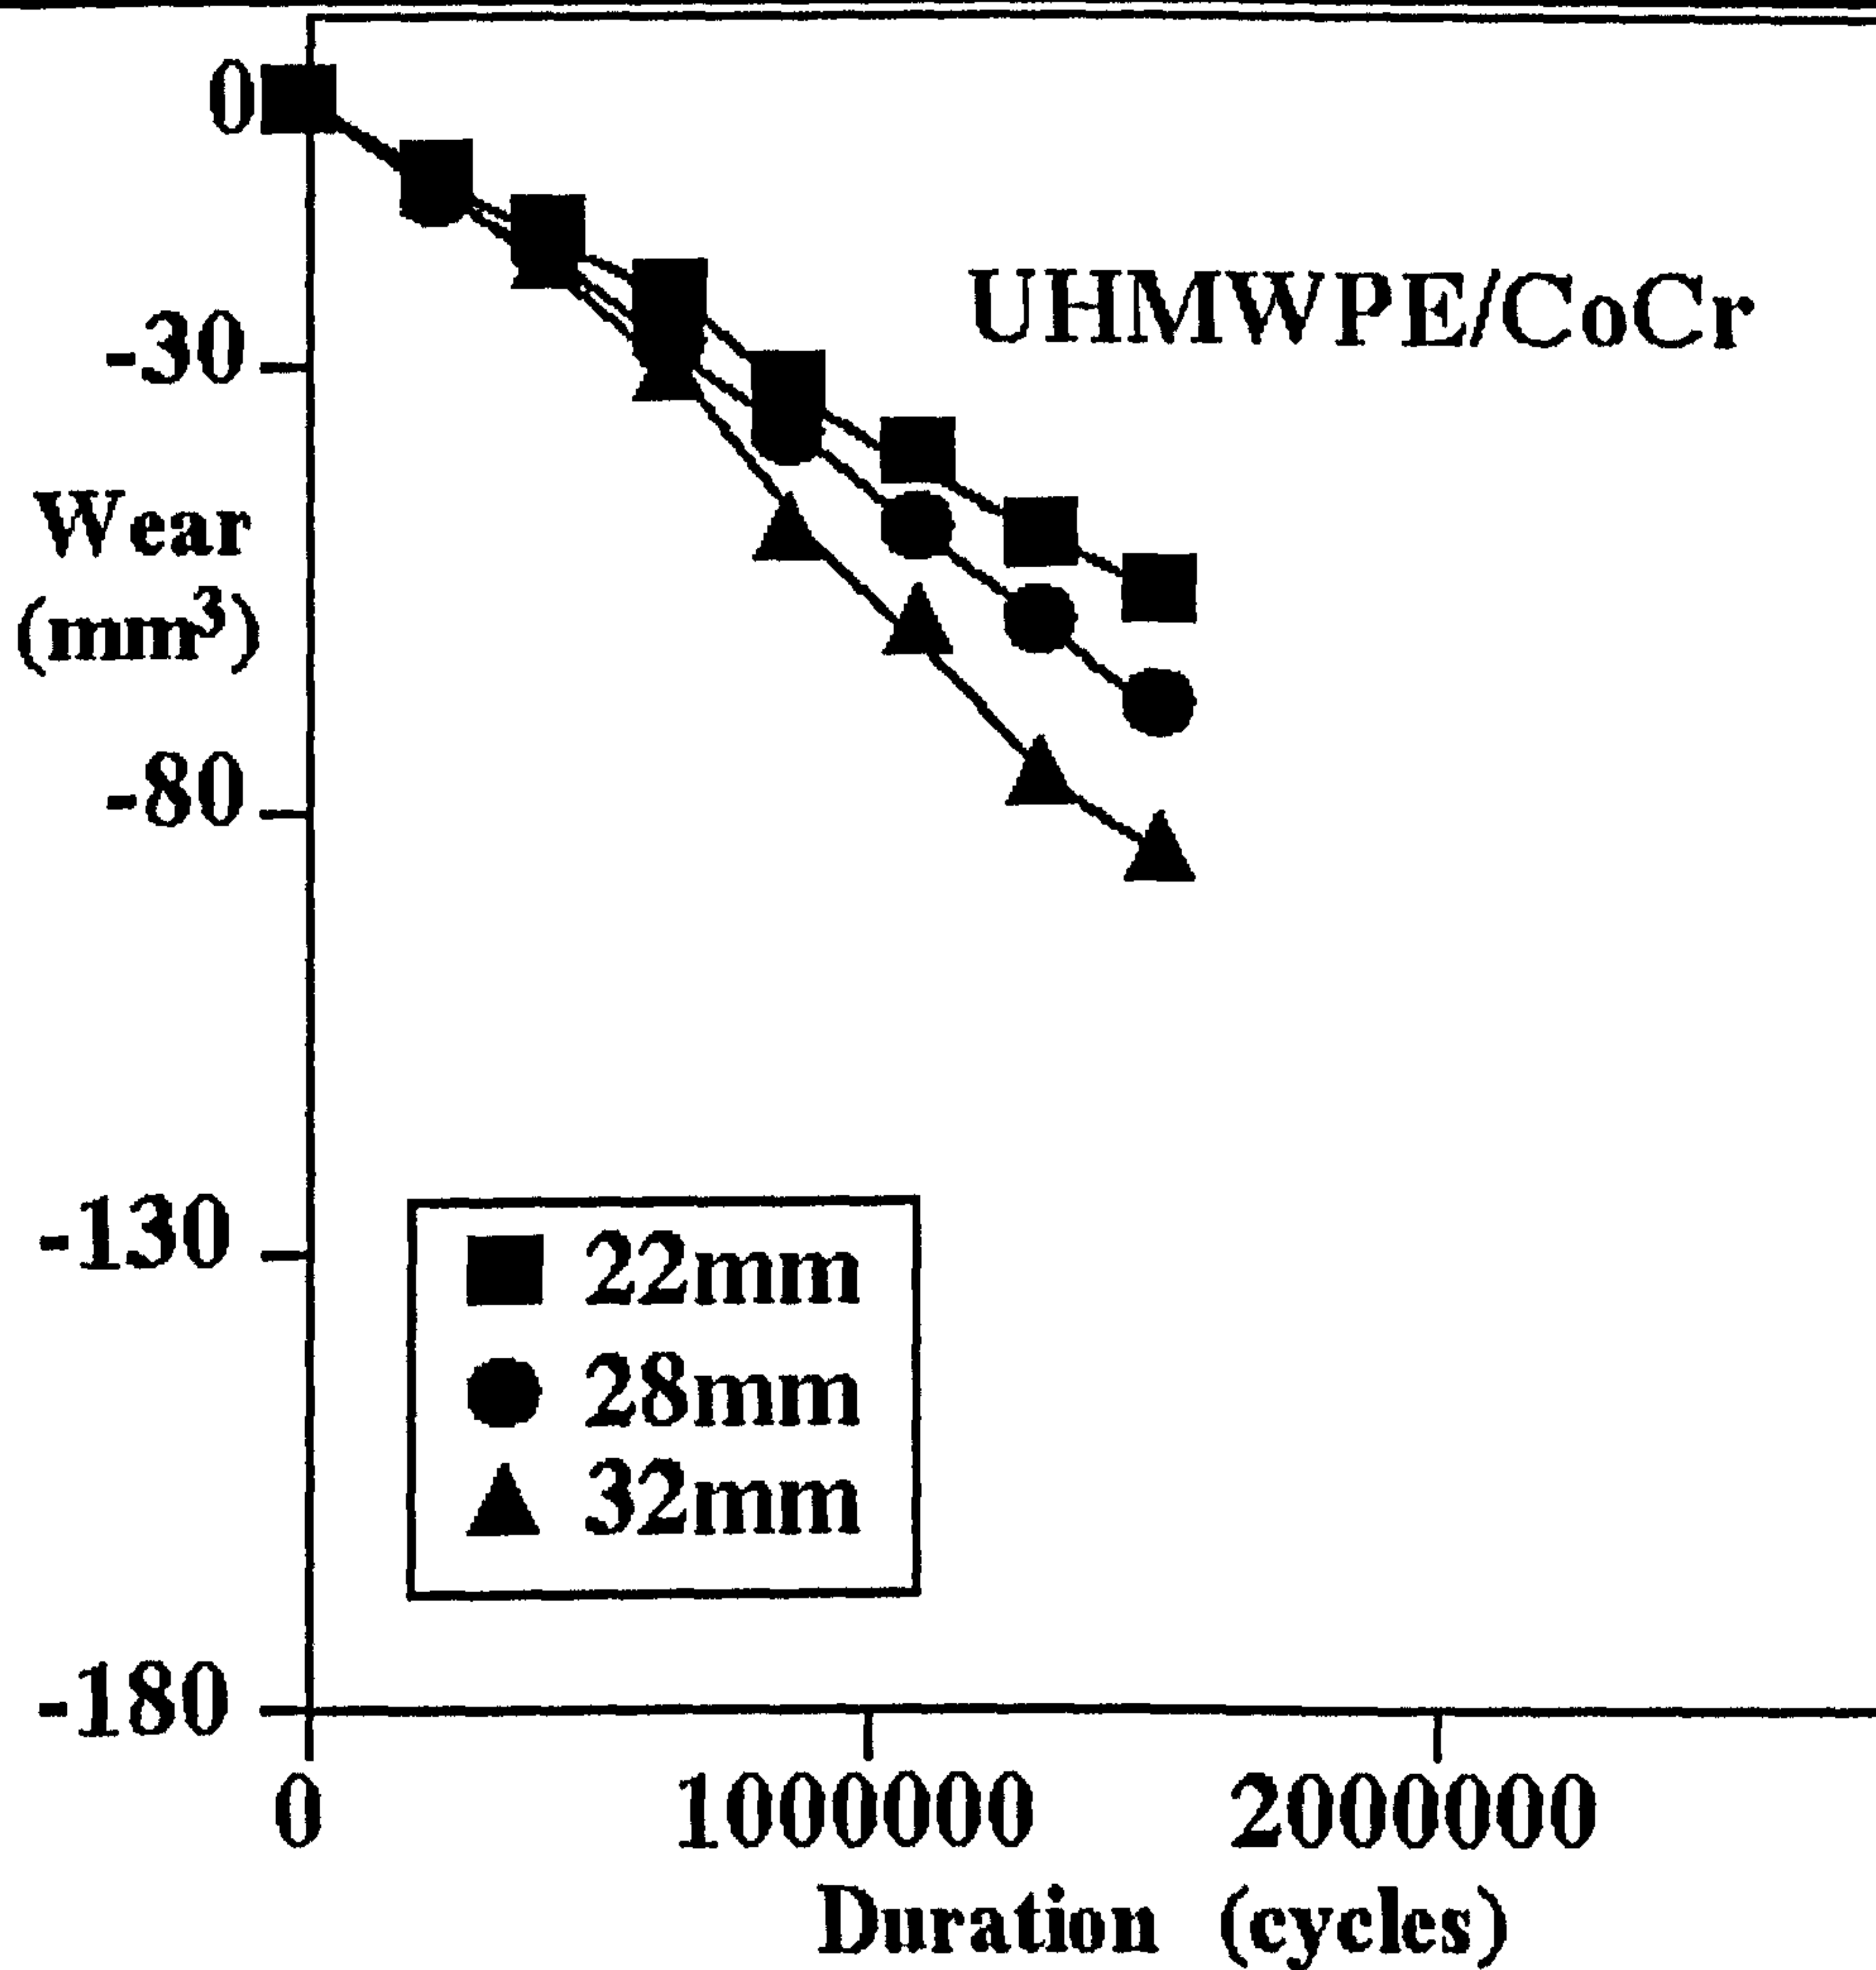 0
UHMWPE/CoCr
-30
Wear
(mm³)
-80
-130
22mm
28mm
32mm
-180
0 1000000 2000000
Duration (cycles)